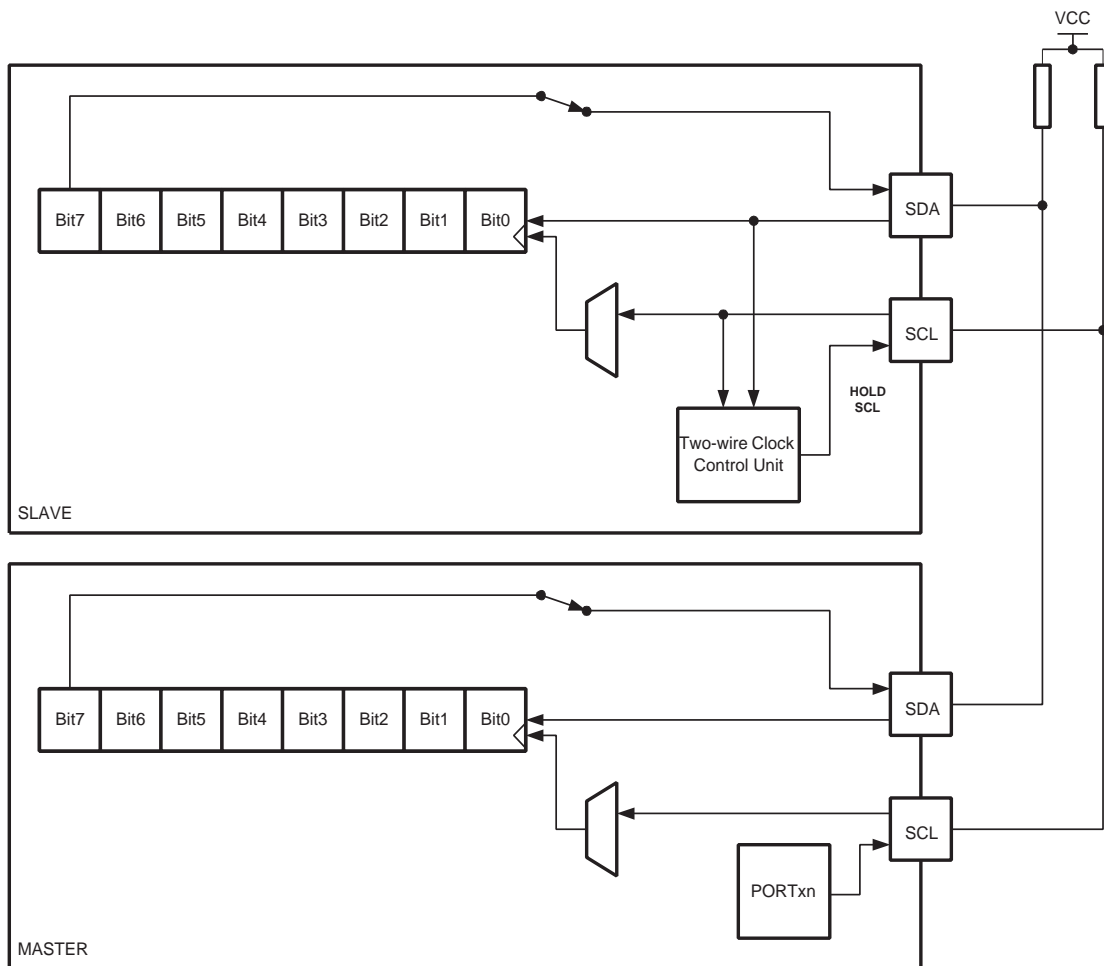 VCC
Bit7 Bit6 Bit5 Bit4 Bit3 Bit2 Bit1 Bit0
SDA
SCL
HOLD
SCL
Two-wire Clock
Control Unit
SLAVE
Bit7 Bit6 Bit5 Bit4 Bit3 Bit2 Bit1 Bit0
SDA
SCL
PORTxn
MASTER